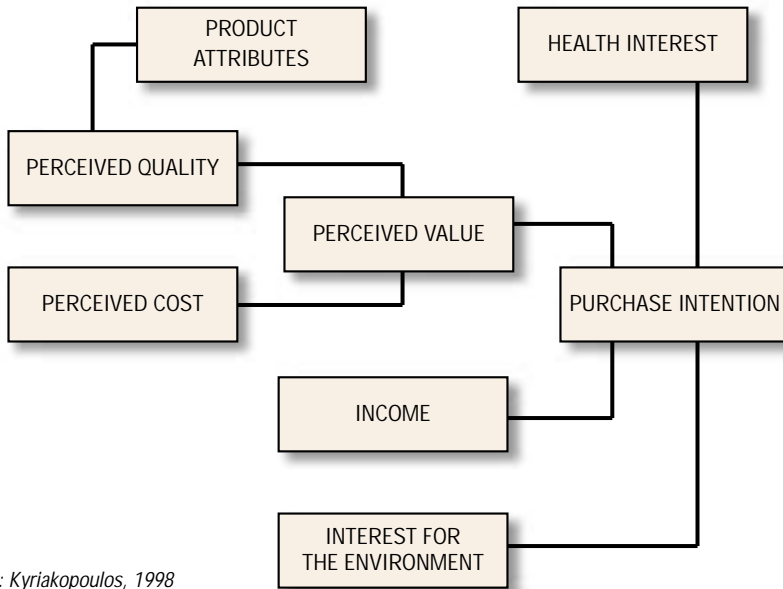 PRODUCT
ATTRIBUTES
HEALTH INTEREST
PERCEIVED QUALITY
PERCEIVED VALUE
PERCEIVED COST
PURCHASE INTENTION
INCOME
INTEREST FOR
THE ENVIRONMENT
: Kyriakopoulos, 1998